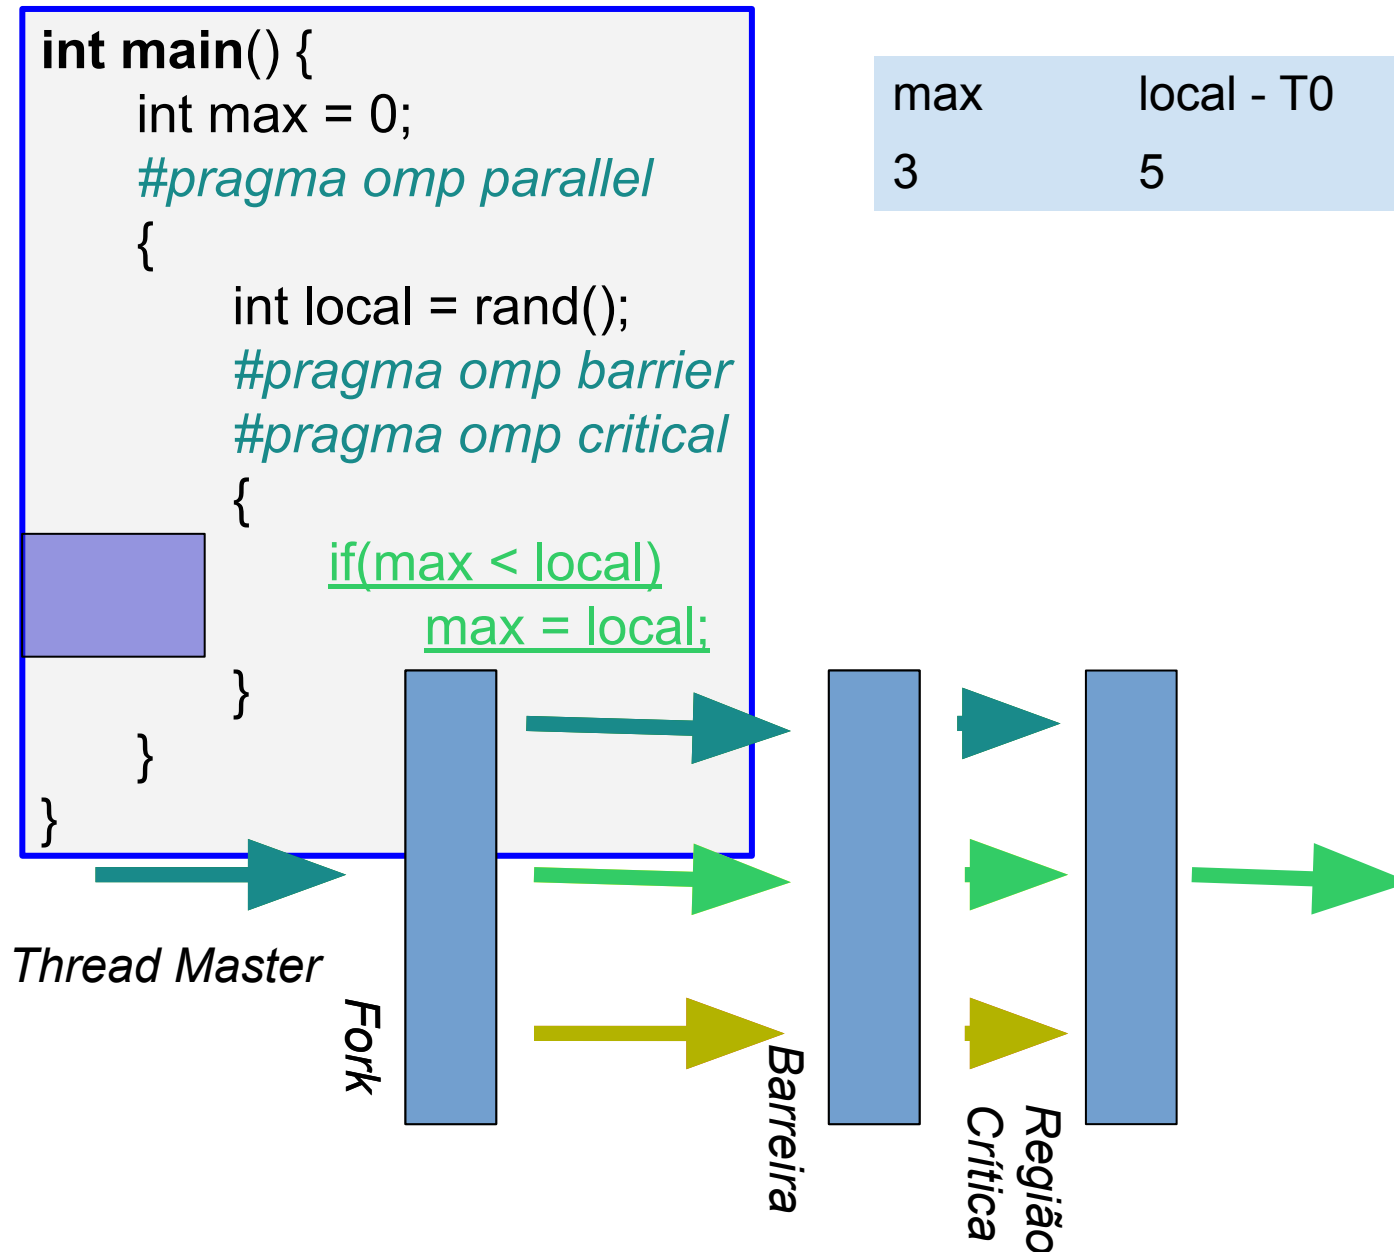 int main() {
int max = 0;
#pragma omp parallel
{
int local = rand();
#pragma omp barrier
#pragma omp critical
{
if(max < local)
max = local;
}
}
}
max local - T0
3 5
Thread Master
Fork
Barreira
Região
Crítica